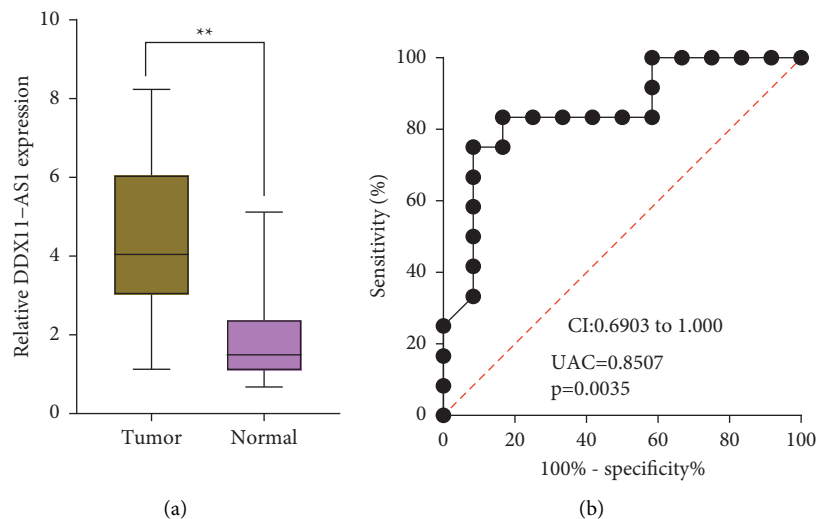 10
8
6
4
2
0
Relative DDX11–AS1 expression
**
Tumor
Normal
(a)
100
80
60
40
20
0
Sensitivity (%)
CI:0.6903 to 1.000
UAC=0.8507
p=0.0035
0 20 40 60 80 100
100% - specificity%
(b)